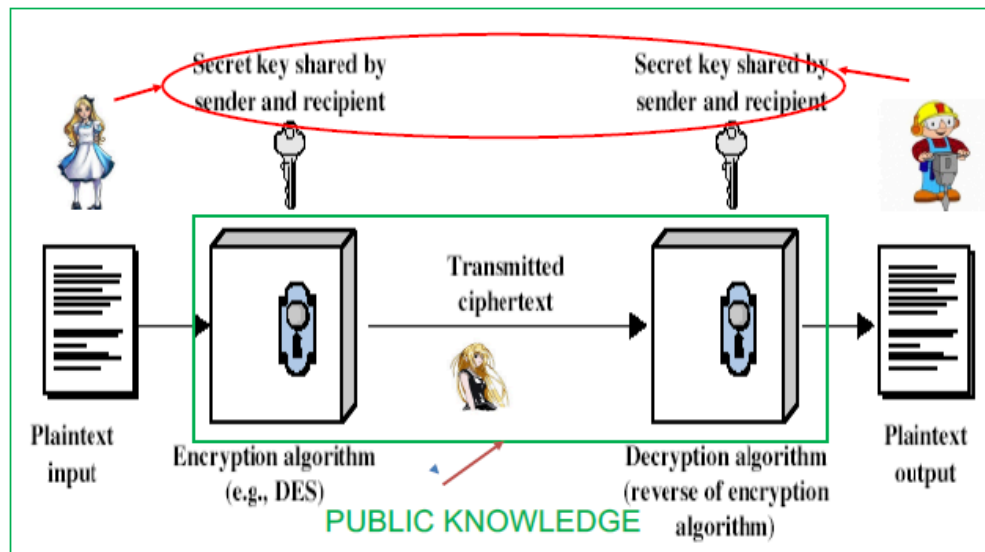 Secret key shared by
sender and recipient
Secret key shared by
sender and recipient
Transmitted
ciphertext
Plaintext
input
Encryption algorithm
(e.g., DES)
Decryption algorithm
(reverse of encryption
algorithm)
Plaintext
output
PUBLIC KNOWLEDGE